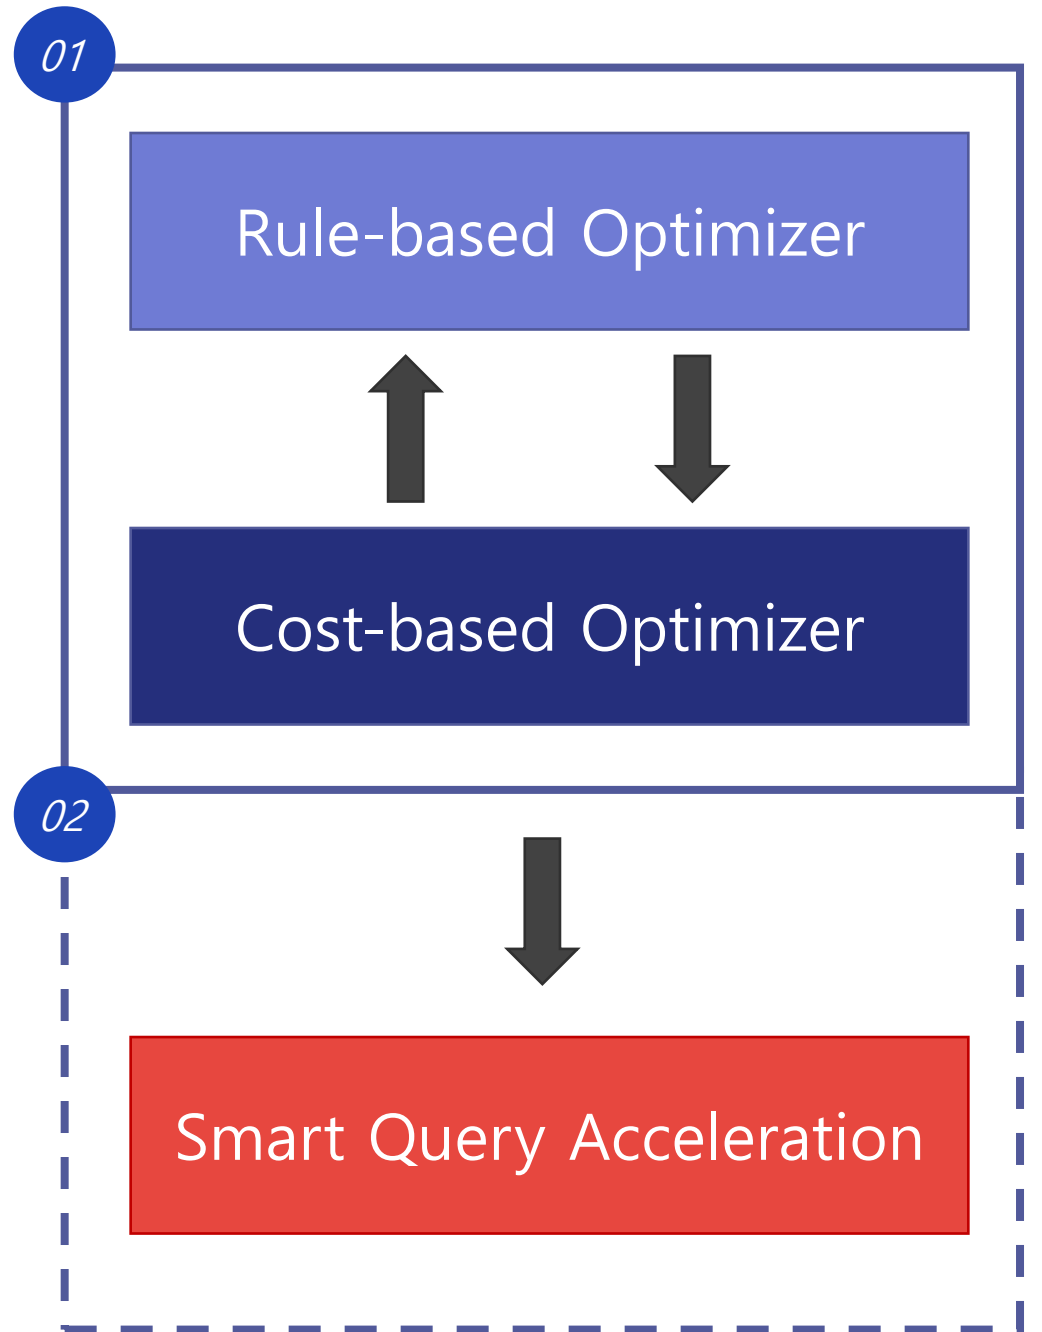 01
Rule-based Optimizer
Cost-based Optimizer
02
Smart Query Acceleration